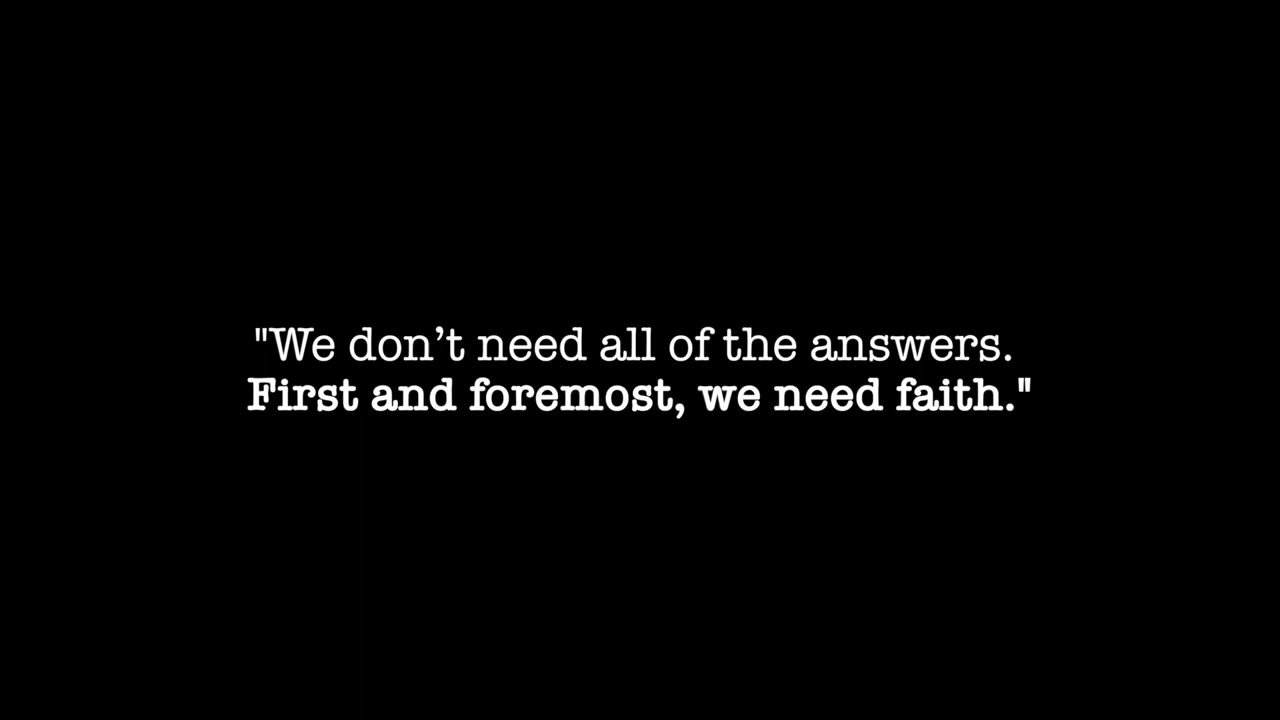 "We don’t need all of the answers.
First and foremost, we need faith."